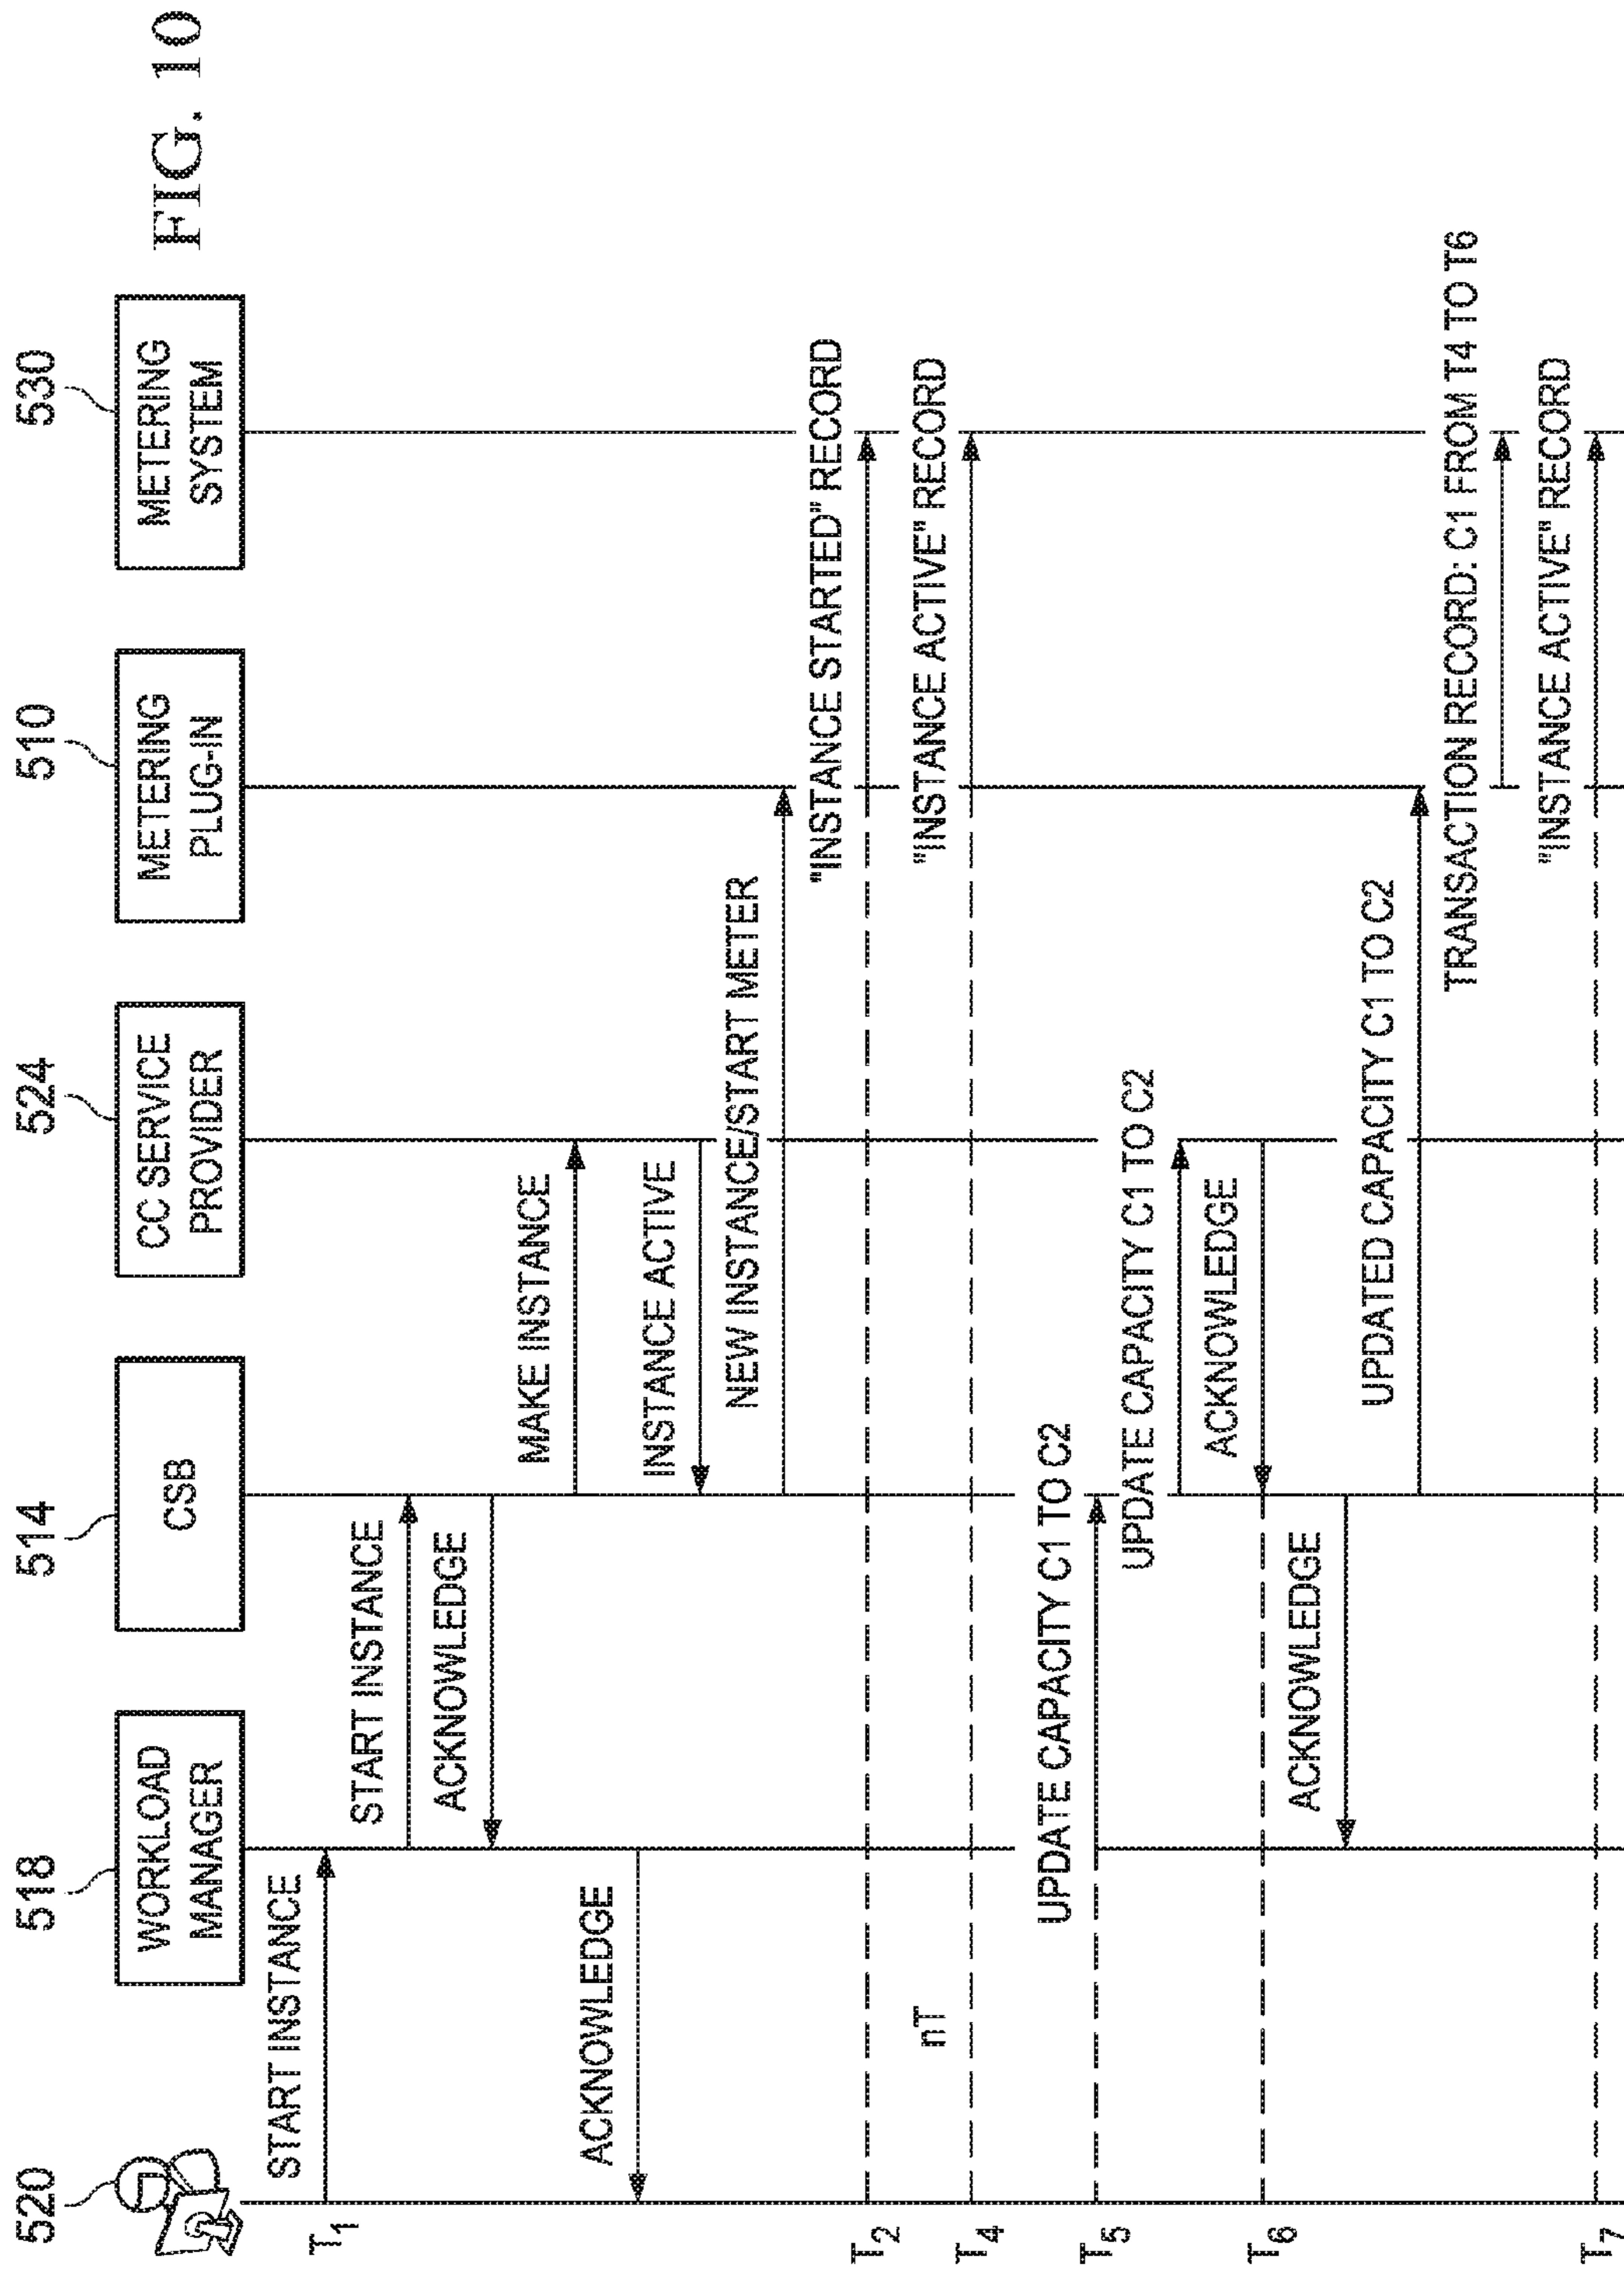 FIG. 10
520
518
514
524
510
530
WORKLOAD
MANAGER
CSB
CC SERVICE
PROVIDER
METERING
PLUG-IN
METERING
SYSTEM
T1
START INSTANCE
START INSTANCE
ACKNOWLEDGE
MAKE INSTANCE
ACKNOWLEDGE
INSTANCE ACTIVE
NEW INSTANCE/START METER
"INSTANCE STARTED" RECORD
T2
nT
"INSTANCE ACTIVE" RECORD
T4
UPDATE CAPACITY C1 TO C2
T5
UPDATE CAPACITY C1 TO C2
ACKNOWLEDGE
T6
ACKNOWLEDGE
UPDATED CAPACITY C1 TO C2
TRANSACTION RECORD: C1 FROM T4 TO T6
"INSTANCE ACTIVE" RECORD
T7